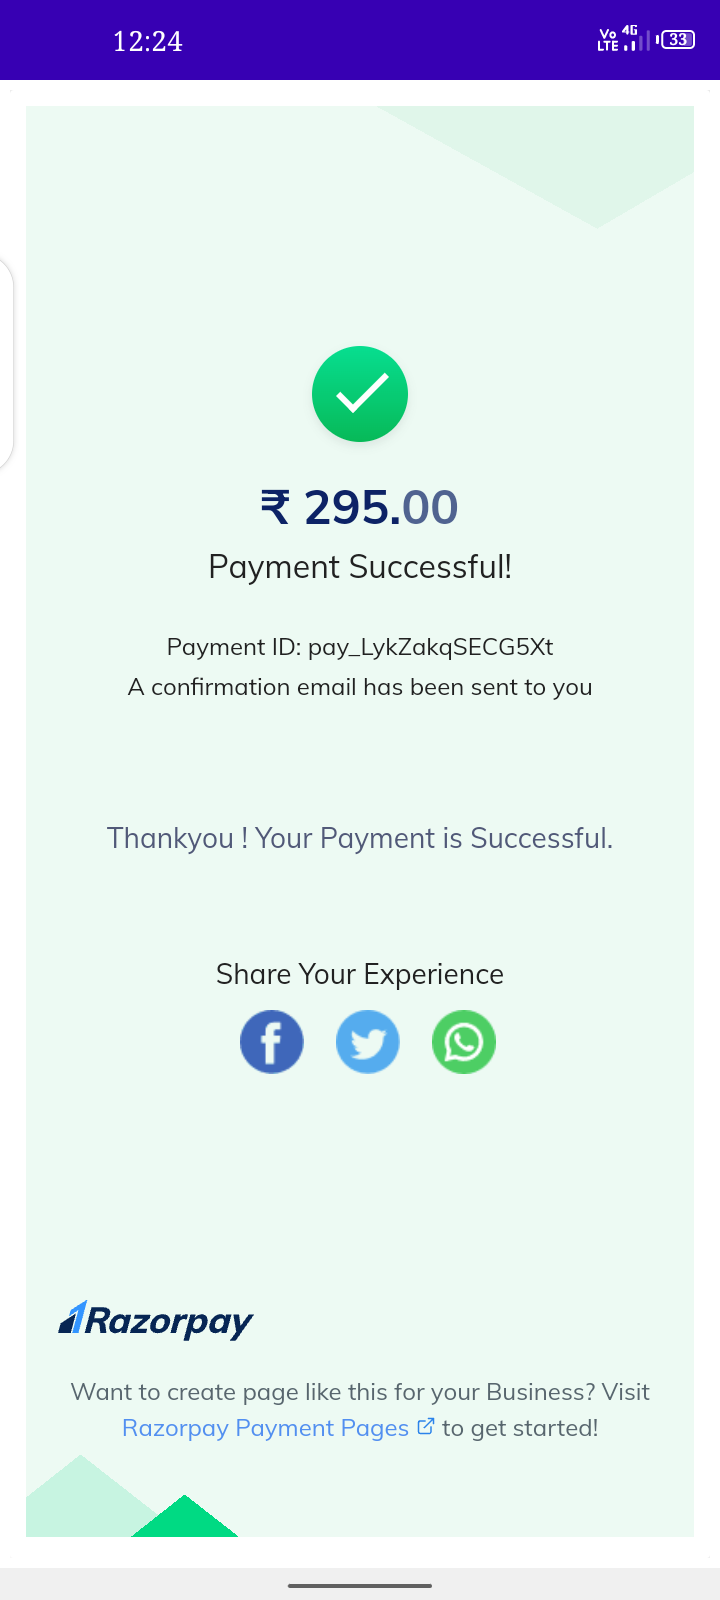 12:24
Vo LTE 4G 33
₹ 295.00
Payment Successful!
Payment ID: pay_LykZakqSECG5Xt
A confirmation email has been sent to you
Thankyou ! Your Payment is Successful.
Share Your Experience
Razorpay
Want to create page like this for your Business? Visit
Razorpay Payment Pages to get started!